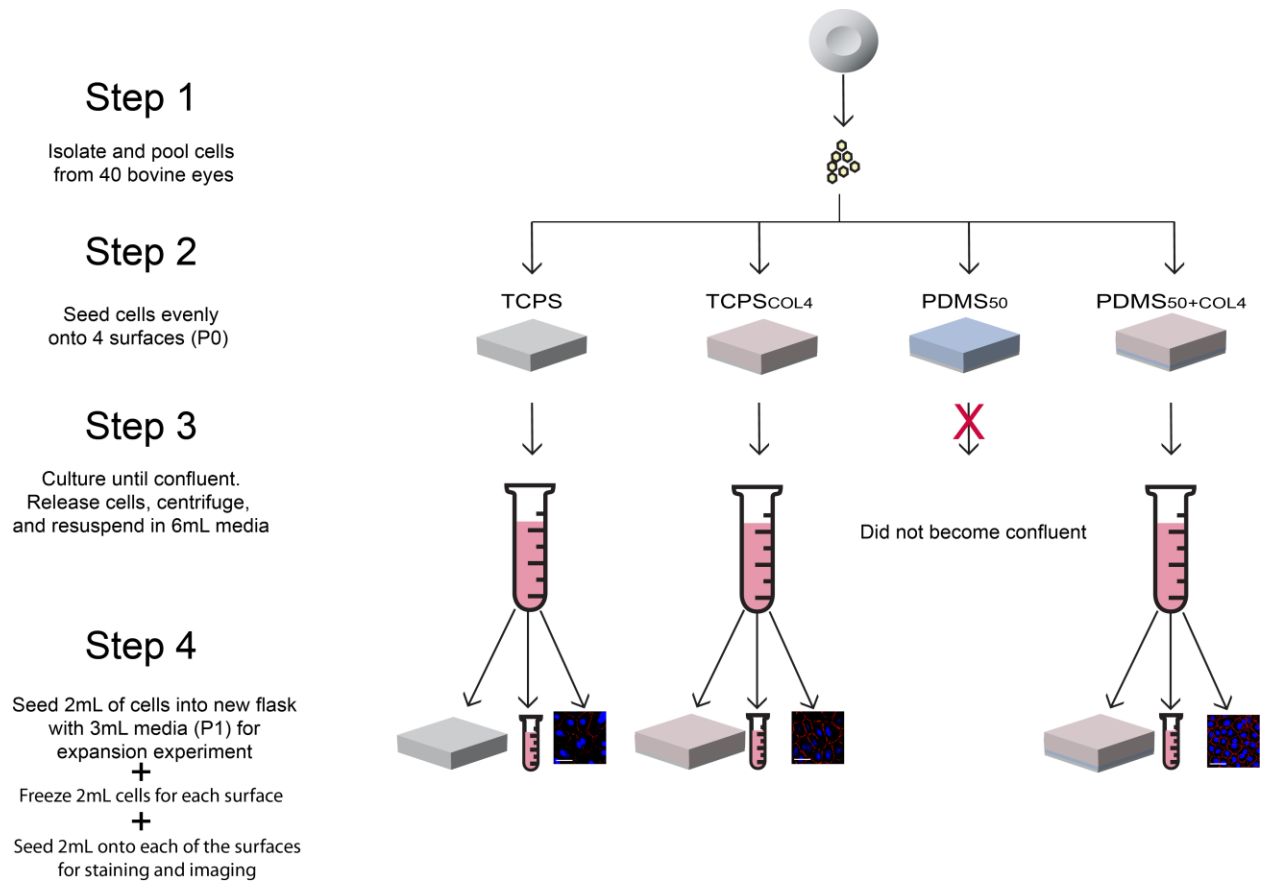 Step 1
Isolate and pool cells
from 40 bovine eyes
Step 2
Seed cells evenly
onto 4 surfaces (P0)
TCPS
TCPSCOL4
PDMS50
PDMS50+COL4
Step 3
Culture until confluent.
Release cells, centrifuge,
and resuspend in 6mL media
X
Did not become confluent
Step 4
Seed 2mL of cells into new flask
with 3mL media (P1) for
expansion experiment
+
Freeze 2mL cells for each surface
+
Seed 2mL onto each of the surfaces
for staining and imaging